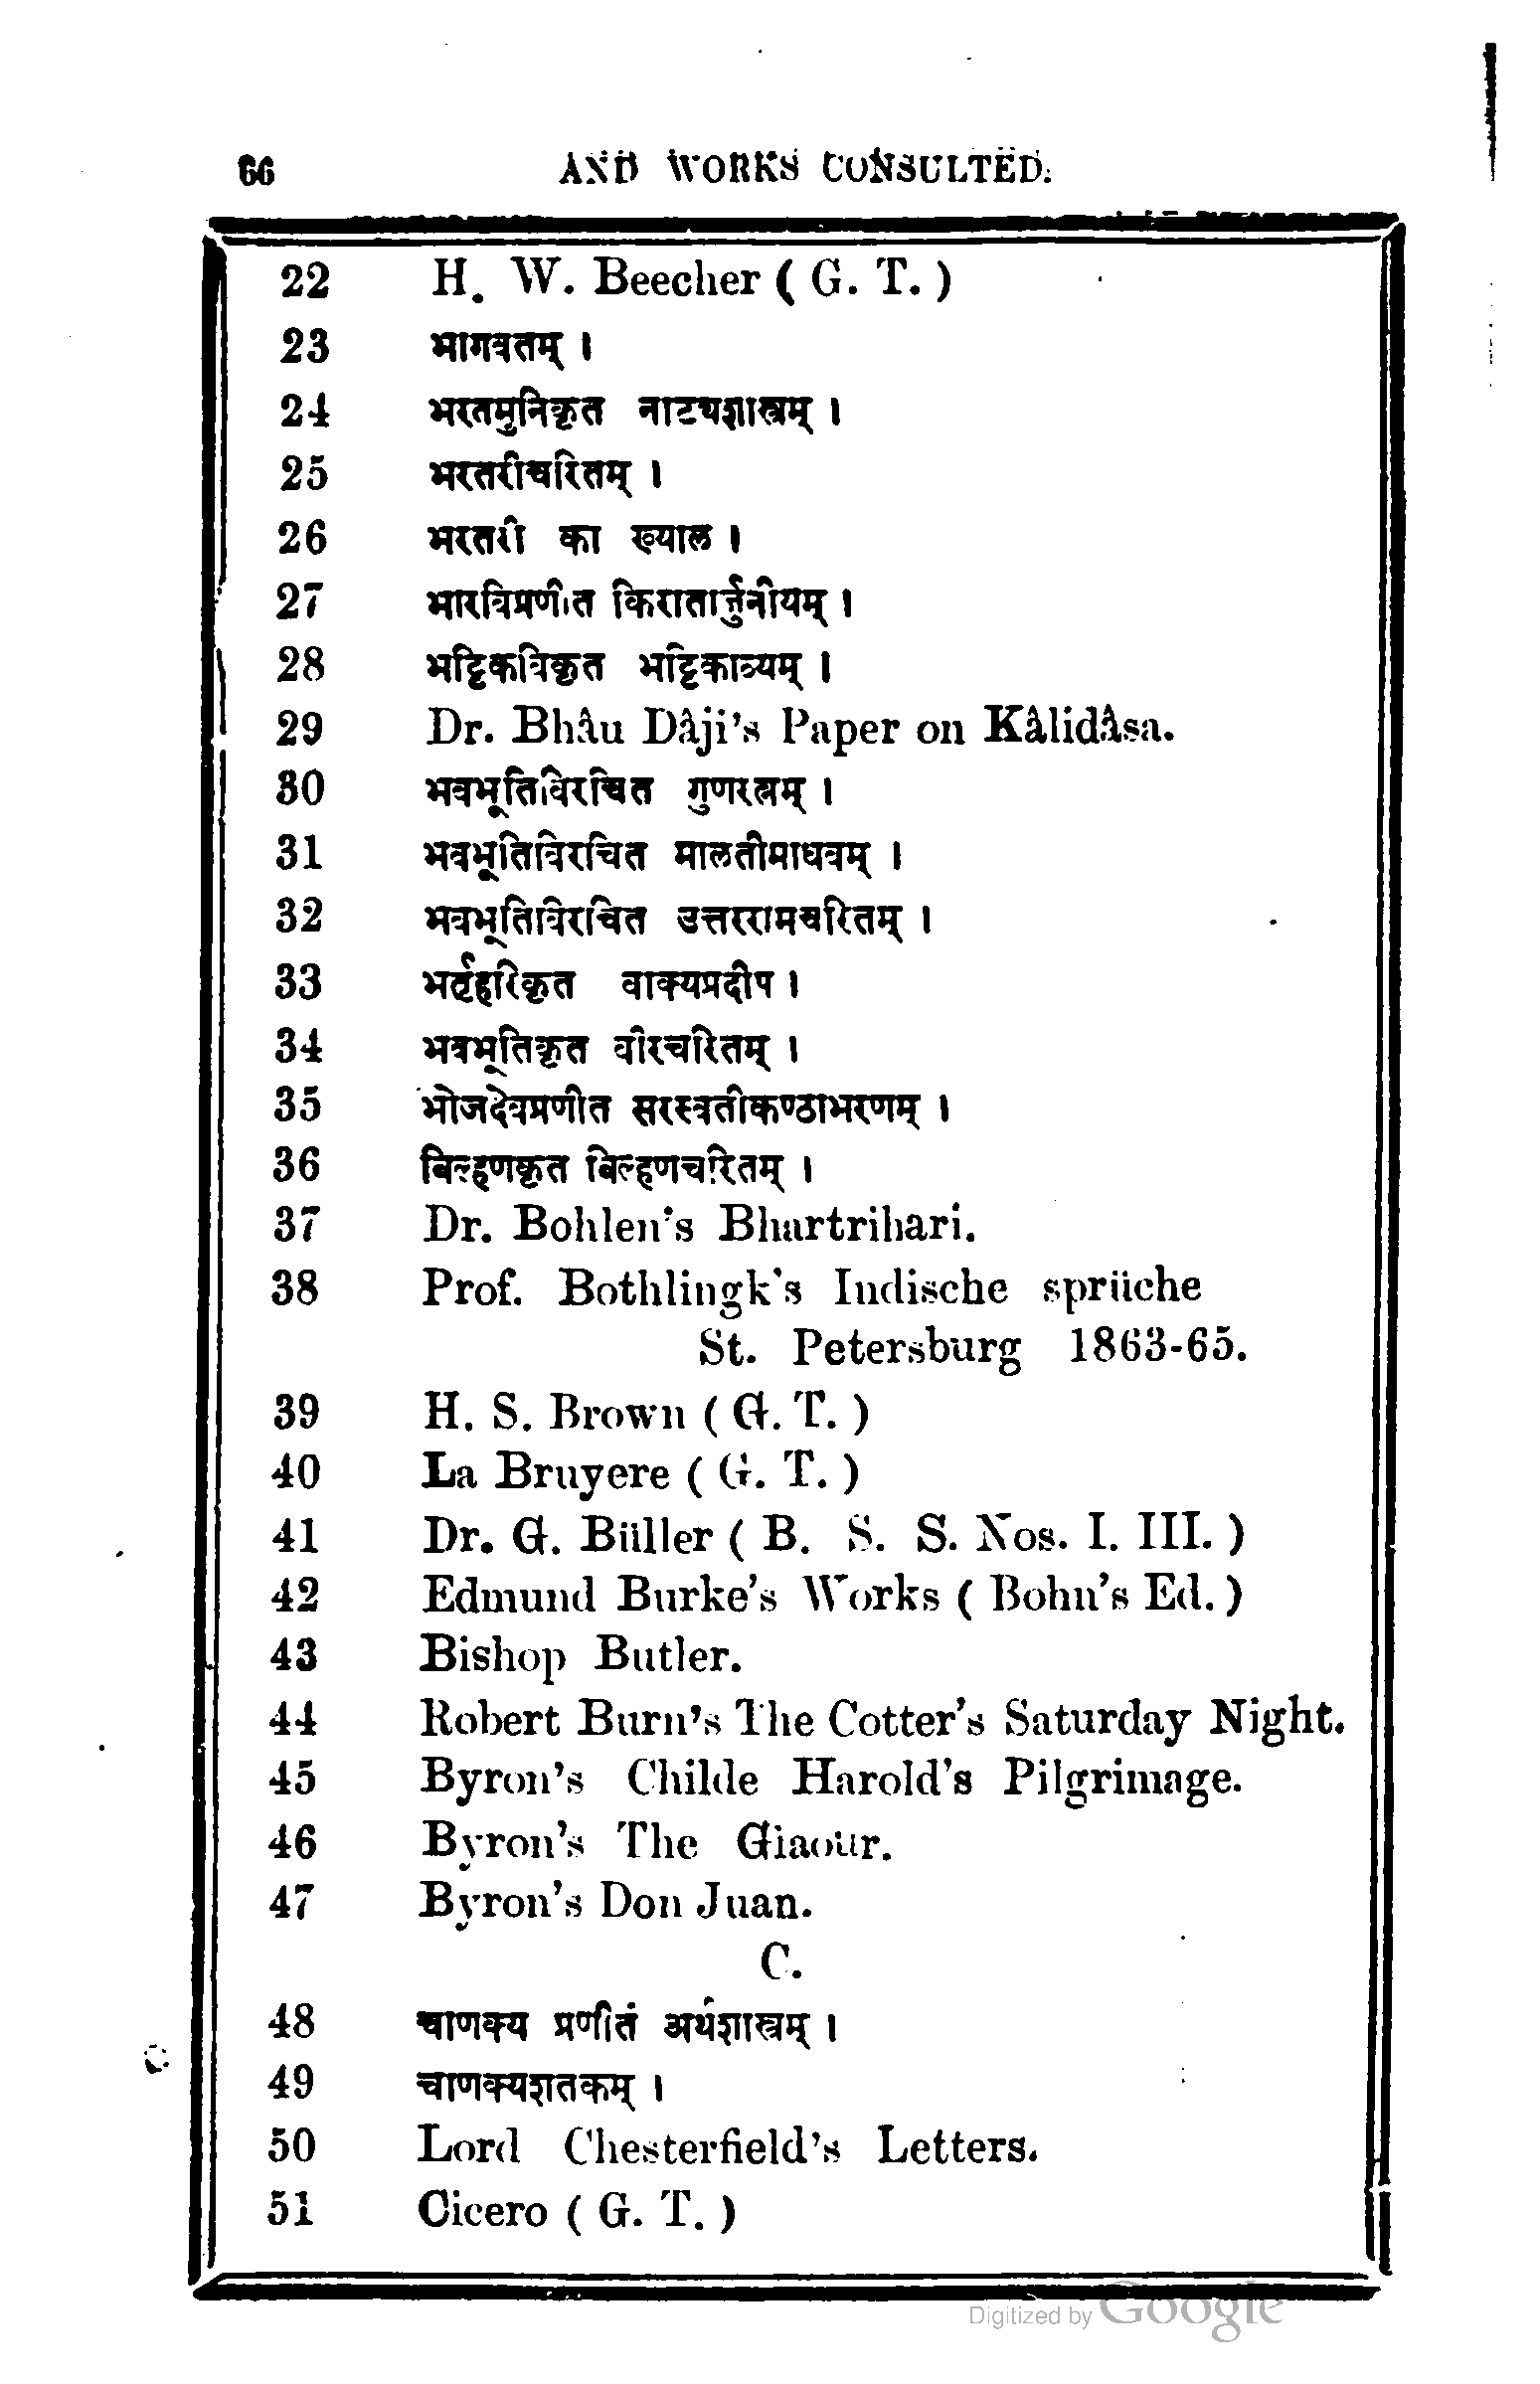 66 AND WORKS CONSULTED.
22 H. W. Beecher ( G. T. )
23 भागवतम् ।
24 भरतमुनिकृत नाट्यशास्त्रम् ।
25 भरतरीचरितम् ।
26 भरतरी का ख्याल ।
27 भारविप्रणीत किरातार्जुनीयम् ।
28 भट्टिकविकृत भट्टिकाव्यम् ।
29 Dr. Bhâu Dâji's Paper on Kâlidâsa.
30 भवभूतिविरचित गुणरत्नम् ।
31 भवभूतिविरचित मालतीमाधवम् ।
32 भवभूतिविरचित उत्तररामचरितम् ।
33 भर्तृहरिकृत वाक्यप्रदीप ।
34 भवभूतिकृत वीरचरितम् ।
35 भोजदेवप्रणीत सरस्वतीकण्ठाभरणम् ।
36 बिल्हणकृत बिल्हणचरितम् ।
37 Dr. Bohlen's Bhartrihari.
38 Prof. Bothlingk's Indische sprüche
St. Petersburg 1863-65.
39 H. S. Brown ( G. T. )
40 La Bruyere ( G. T. )
41 Dr. G. Büller ( B. S. S. Nos. I. III. )
42 Edmund Burke's Works ( Bohn's Ed. )
43 Bishop Butler.
44 Robert Burn's The Cotter's Saturday Night.
45 Byron's Childe Harold's Pilgrimage.
46 Byron's The Giaour.
47 Byron's Don Juan.
C.
48 चाणक्य प्रणीतं अर्थशास्त्रम् ।
49 चाणक्यशतकम् ।
50 Lord Chesterfield's Letters.
51 Cicero ( G. T. )
Digitized by Google